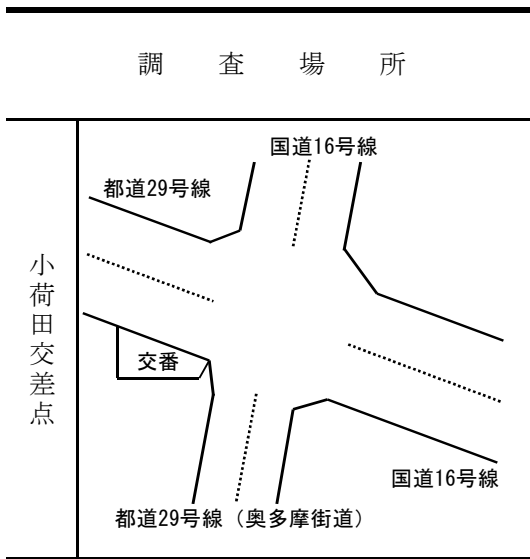 調査場所
国道16号線
都道29号線
小荷田交差点
交番
国道16号線
都道29号線（奥多摩街道）